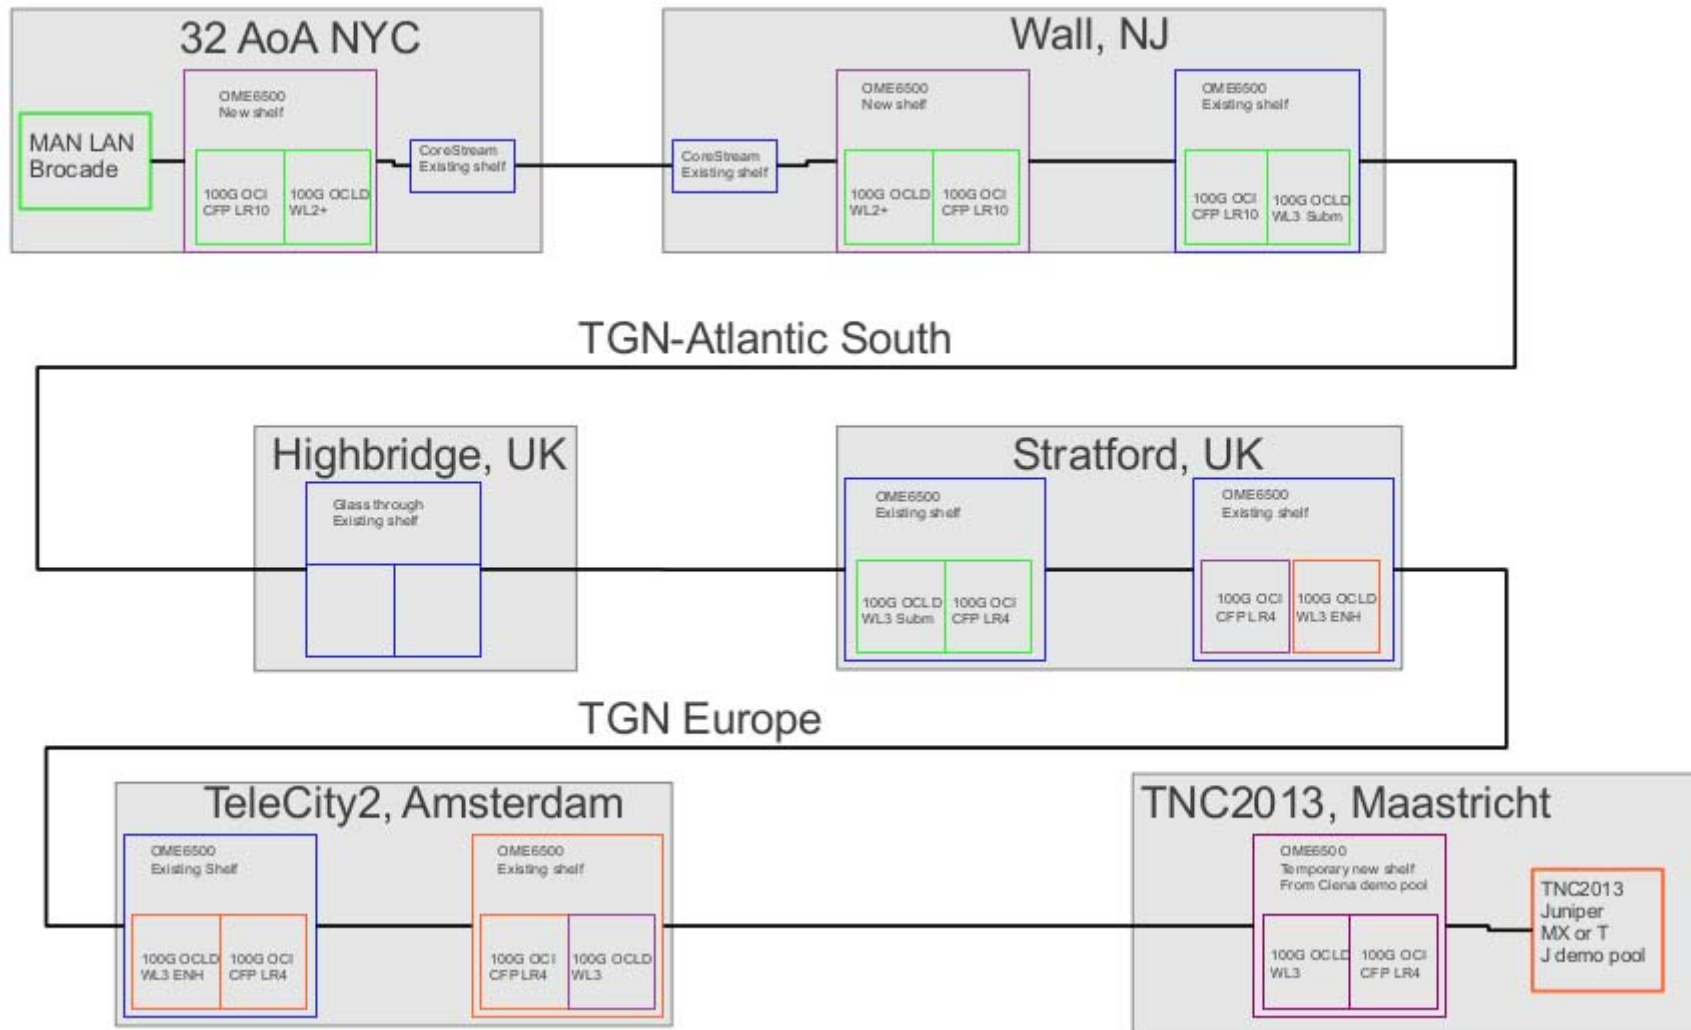 32 AoA NYC
MAN LAN
Brocade
OME6500
New shelf
100G OCI
CFP LR10
100G OCLD
WL2+
CoreStream
Existing shelf
Wall, NJ
CoreStream
Existing shelf
OME6500
New shelf
100G OCLD
WL2+
100G OCI
CFP LR10
OME6500
Existing shelf
100G OCI
CFP LR10
100G OCLD
WL3 Subm
TGN-Atlantic South
Highbridge, UK
Glass through
Existing shelf
Stratford, UK
OME6500
Existing shelf
100G OCLD
WL3 Subm
100G OCI
CFP LR4
OME6500
Existing shelf
100G OCI
CFP LR4
100G OCLD
WL3 ENH
TGN Europe
TeleCity2, Amsterdam
OME6500
Existing Shelf
100G OCLD
WL3 ENH
100G OCI
CFP LR4
OME6500
Existing shelf
100G OCI
CFP LR4
100G OCLD
WL3
TNC2013, Maastricht
OME6500
Temporary new shelf
From Ciena demo pool
100G OCLD
WL3
100G OCI
CFP LR4
TNC2013
Juniper
MX or T
J demo pool